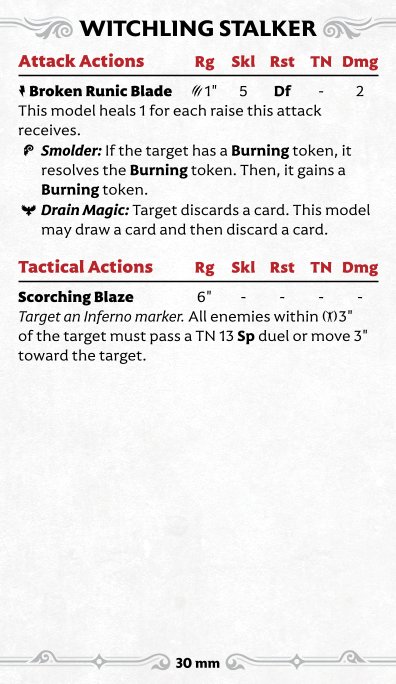 WITCHLING STALKER
Attack Actions Rg Skl Rst TN Dmg
Broken Runic Blade 1" 5 Df - 2
This model heals 1 for each raise this attack
receives.
Smolder: If the target has a Burning token, it
resolves the Burning token. Then, it gains a
Burning token.
Drain Magic: Target discards a card. This model
may draw a card and then discard a card.
Tactical Actions Rg Skl Rst TN Dmg
Scorching Blaze 6" - - - -
Target an Inferno marker. All enemies within 3"
of the target must pass a TN 13 Sp duel or move 3"
toward the target.
30 mm